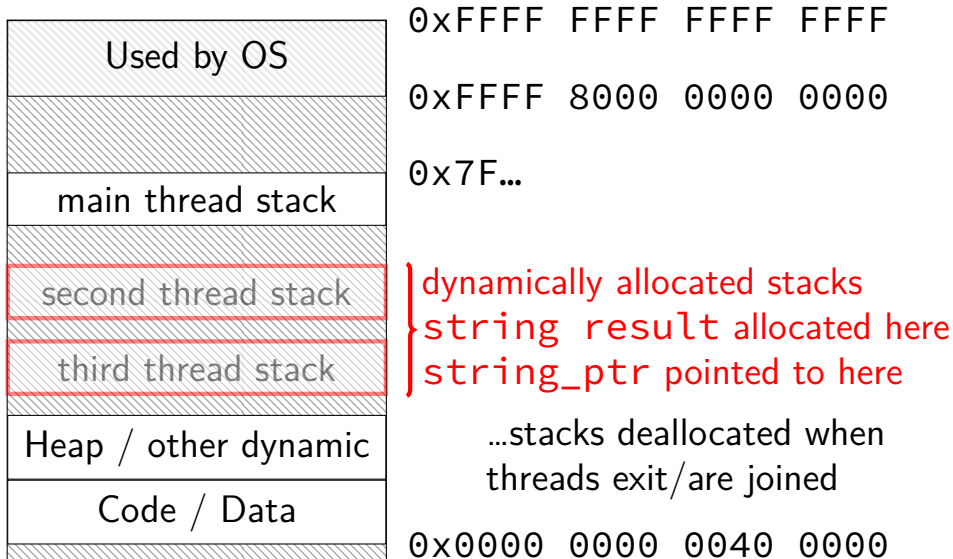 0xFFFF FFFF FFFF FFFF
Used by OS
0xFFFF 8000 0000 0000
0x7F…
main thread stack
second thread stack
third thread stack
dynamically allocated stacks
string result allocated here
string_ptr pointed to here
Heap / other dynamic
…stacks deallocated when
threads exit/are joined
Code / Data
0x0000 0000 0040 0000